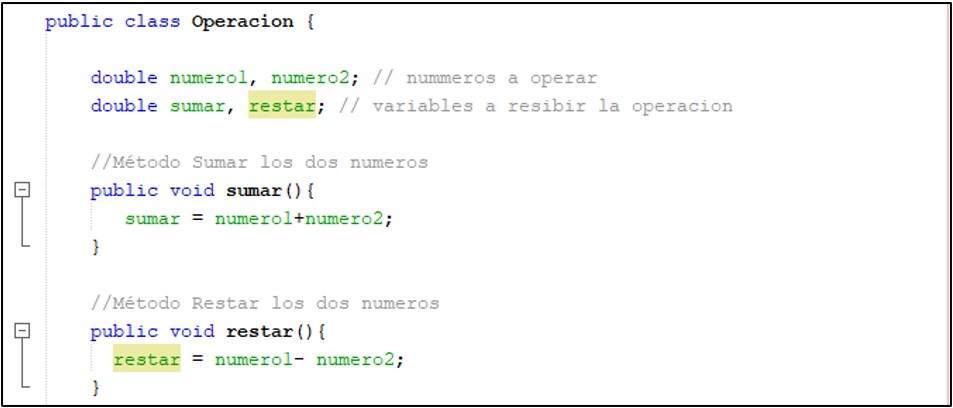 public class Operacion {
double numero1, numero2; // nummeros a operar
double sumar, restar; // variables a resibir la operacion
//Método Sumar los dos numeros
public void sumar(){
sumar = numero1+numero2;
}
//Método Restar los dos numeros
public void restar(){
restar = numero1- numero2;
}